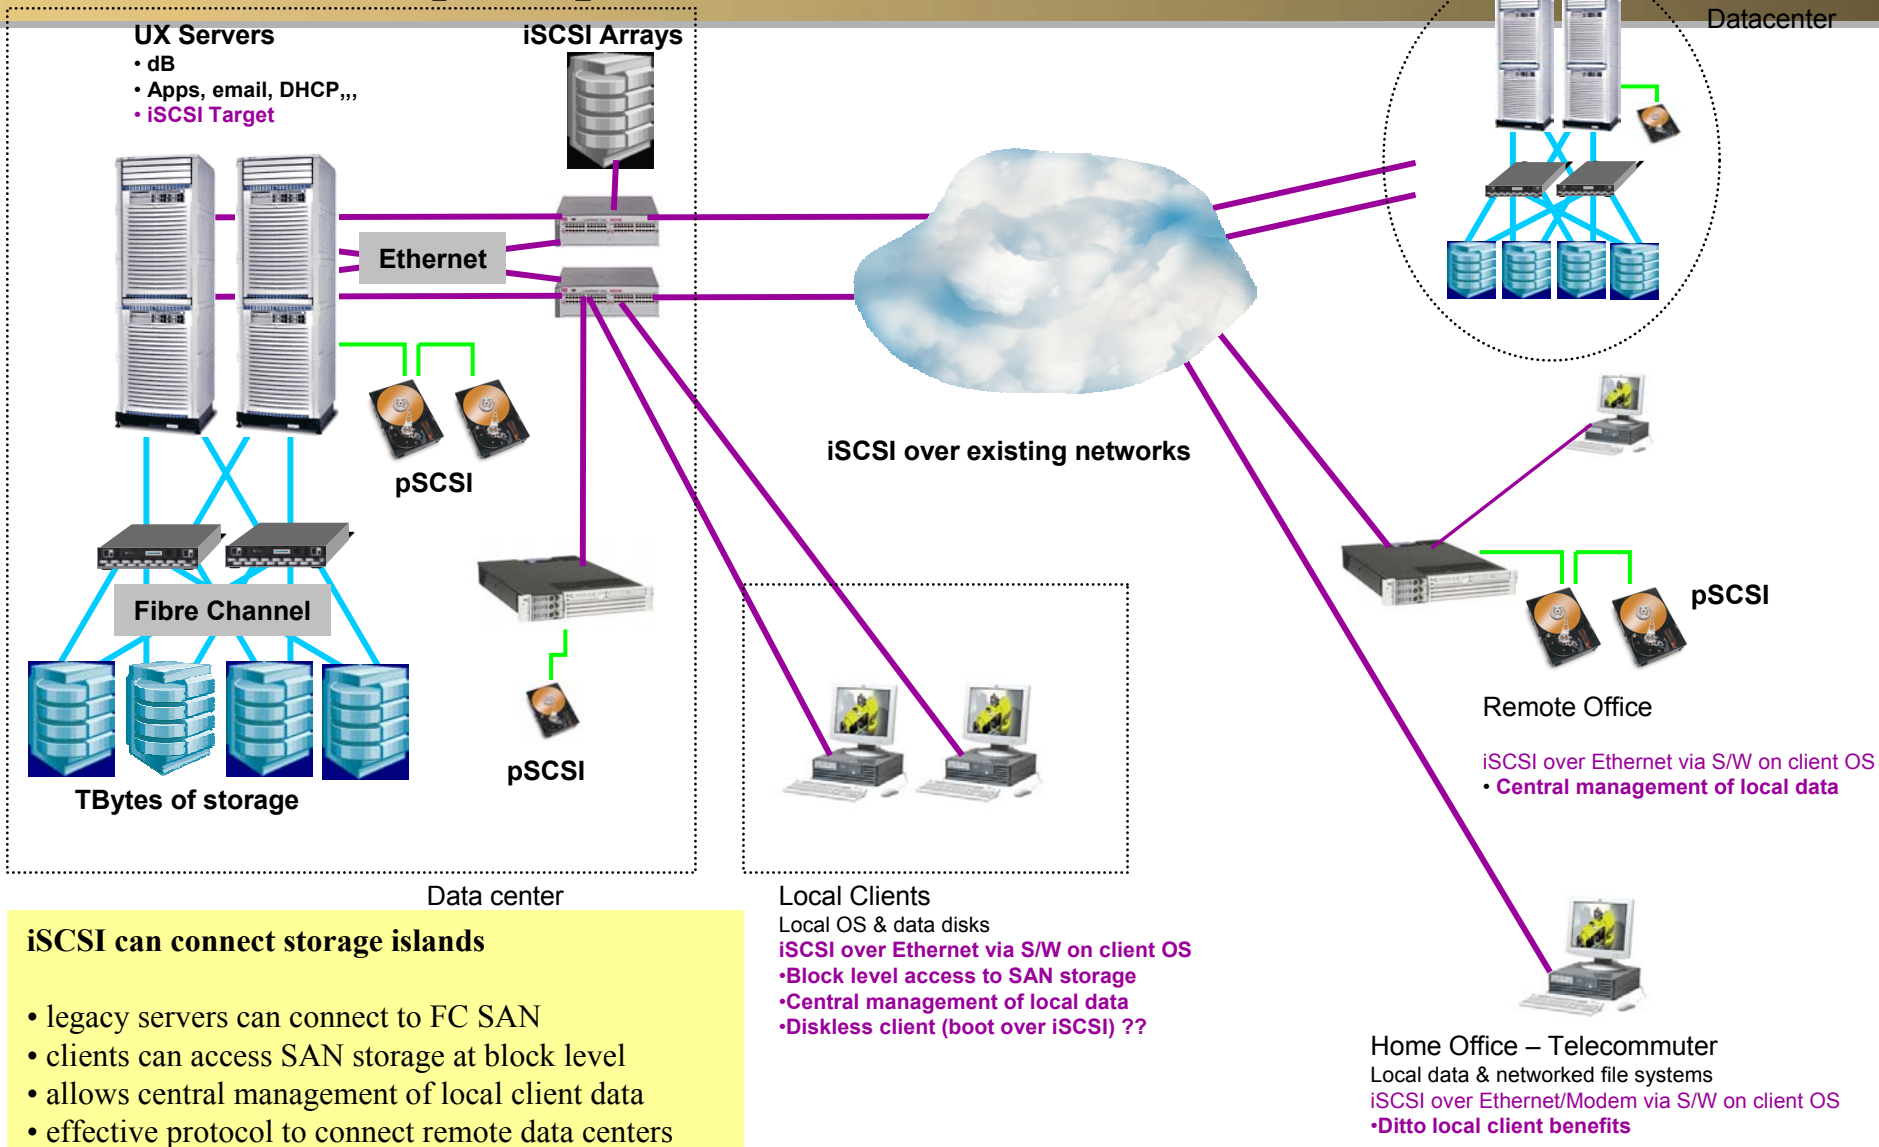 UX Servers
• dB
• Apps, email, DHCP,,,
• iSCSI Target
iSCSI Arrays
Datacenter
Ethernet
pSCSI
iSCSI over existing networks
Fibre Channel
pSCSI
TBytes of storage
pSCSI
Remote Office
iSCSI over Ethernet via S/W on client OS
• Central management of local data
Data center
Local Clients
Local OS & data disks
iSCSI over Ethernet via S/W on client OS
•Block level access to SAN storage
•Central management of local data
•Diskless client (boot over iSCSI) ??
iSCSI can connect storage islands
• legacy servers can connect to FC SAN
• clients can access SAN storage at block level
• allows central management of local client data
• effective protocol to connect remote data centers
Home Office – Telecommuter
Local data & networked file systems
iSCSI over Ethernet/Modem via S/W on client OS
•Ditto local client benefits